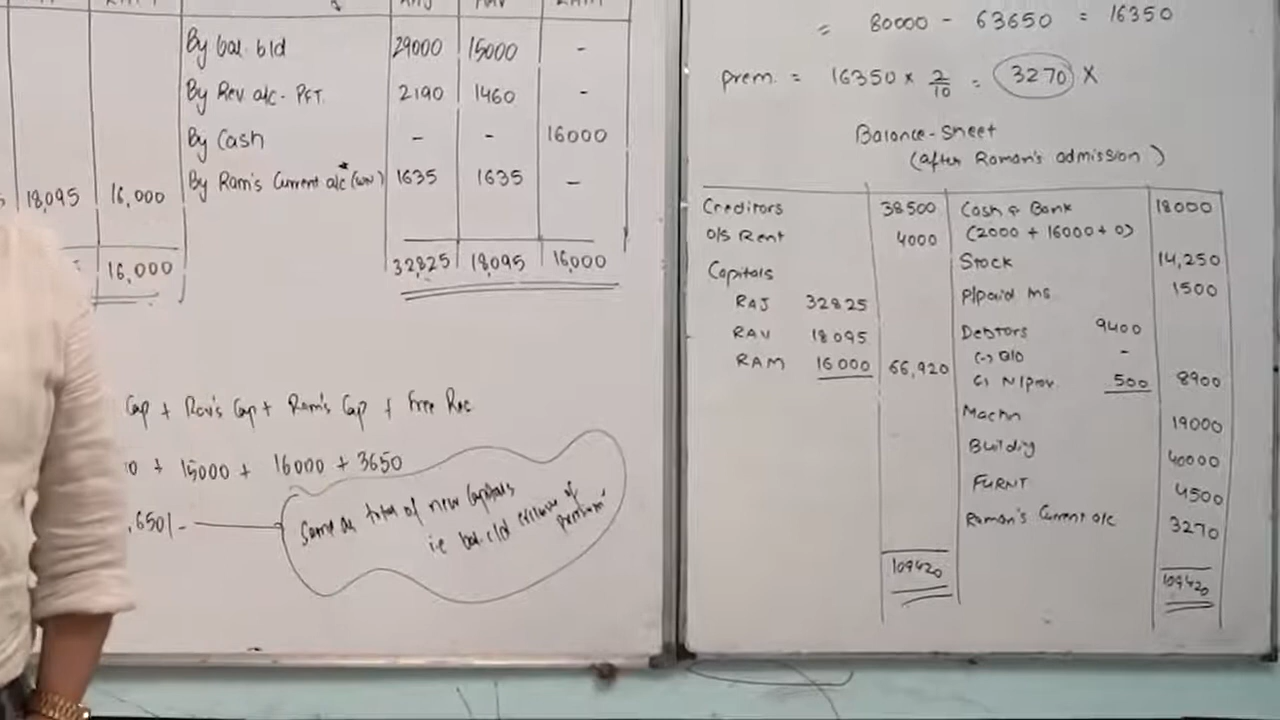 By bal. b/d 29000 15000 -
By Rev. a/c - PFT. 2190 1460 -
By Cash - - 16000
18,095 16,000 By Ram's Current a/c* (WN) 1635 1635 -
16,000 32,825 18,095 16,000
Cap + Rav's Cap + Ram's Cap + Free Res
+ 15000 + 16000 + 3650
650/-
Same as total of new Capitals
i.e bal. c/d exclusive of
premium
= 80000 - 63650 = 16350
prem. = 16350 × 2/10 = 3270 ×
Balance-Sheet
(after Raman's admission)
Creditors 38500 Cash & Bank 18000
O/S Rent 4000 (2000 + 16000 + 0)
Capitals Stock 14,250
RAJ 32825 P/paid Ins 1500
RAV 18095 Debtors 9400
RAM 16000 66,920 (-) B/D -
(-) N/prov. 500 8900
Machn 19000
Building 40000
FURNT 4500
Raman's Current a/c 3270
109420 109420